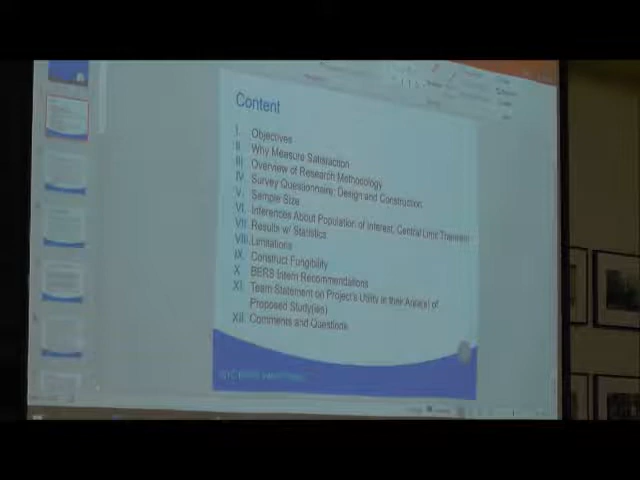 Content
I. Objectives
II Why Measure Satisfaction
III Overview of Research Methodology
IV Survey Questionnaire: Design and Construction
V. Sample Size
VI. Inferences About Population of Interest, Central Limit Theorem
VII. Results w/ Statistics
VIII. Limitations
IX. Construct Fungibility
X BERS Intern Recommendations
XI. Team Statement on Project's Utility in their Area(s) of
Proposed Study(ies)
XII. Comments and Questions